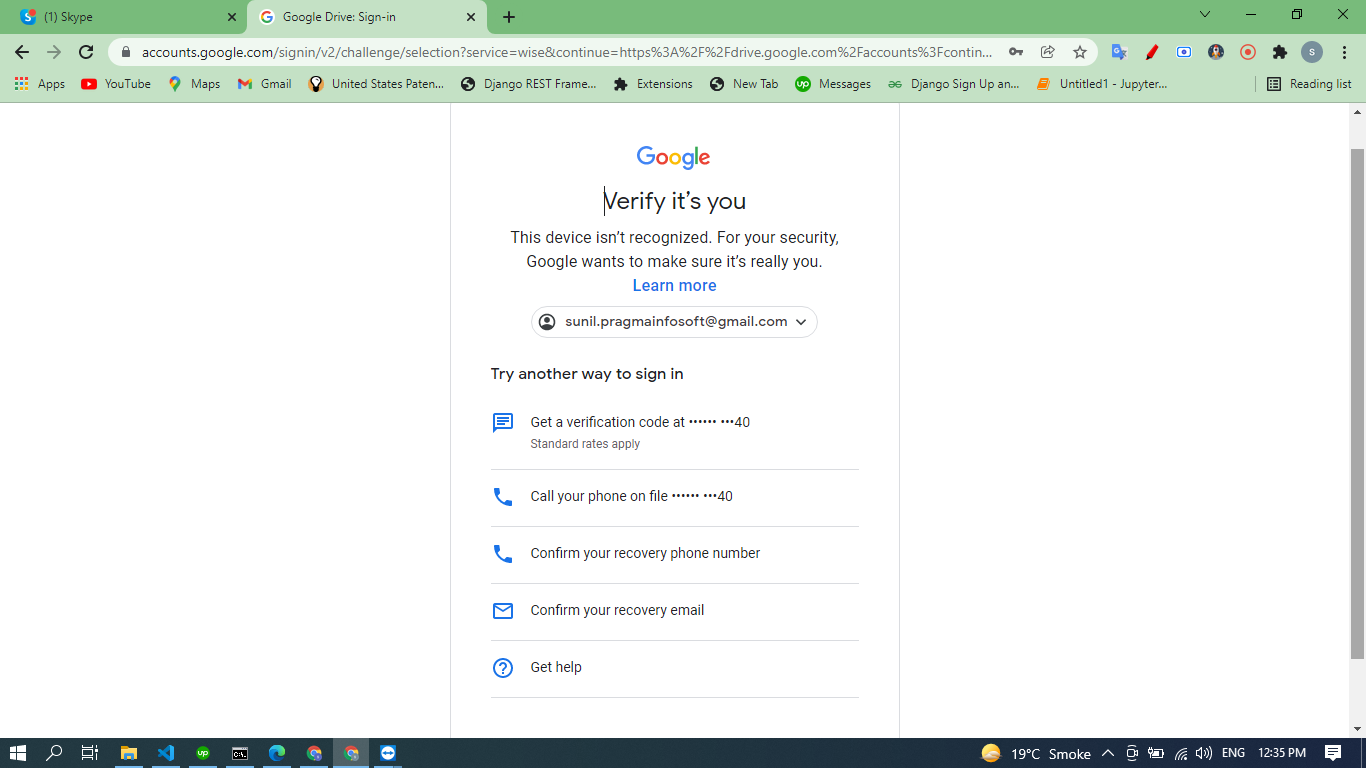 (1) Skype
Google Drive: Sign-in
accounts.google.com/signin/v2/challenge/selection?service=wise&continue=https%3A%2F%2Fdrive.google.com%2Faccounts%3Fcontin...
S
Apps
YouTube
Maps
Gmail
United States Paten...
Django REST Frame...
Extensions
New Tab
up
Messages
Django Sign Up an...
Untitled1 - Jupyter...
Reading list
Google
Verify it's you
This device isn't recognized. For your security,
Google wants to make sure it's really you.
Learn more
sunil.pragmainfosoft@gmail.com
Try another way to sign in
Get a verification code at •••••• •••40
Standard rates apply
Call your phone on file •••••• •••40
Confirm your recovery phone number
Confirm your recovery email
Get help
up
19°C Smoke
ENG
12:35 PM